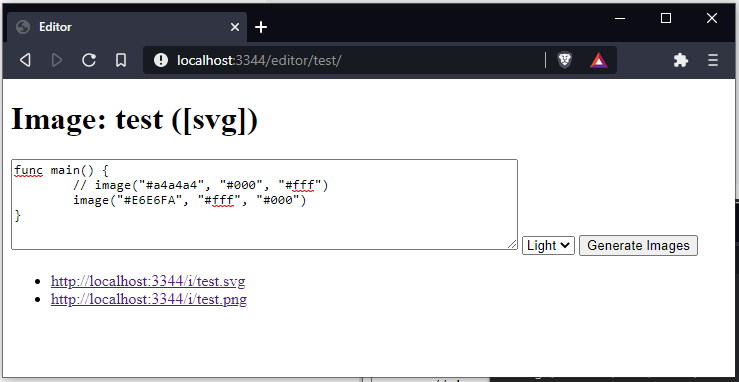 Editor
localhost:3344/editor/test/
Image: test ([svg])
func main() {
// image("#a4a4a4", "#000", "#fff")
image("#E6E6FA", "#fff", "#000")
}
Light
Generate Images
http://localhost:3344/i/test.svg
http://localhost:3344/i/test.png